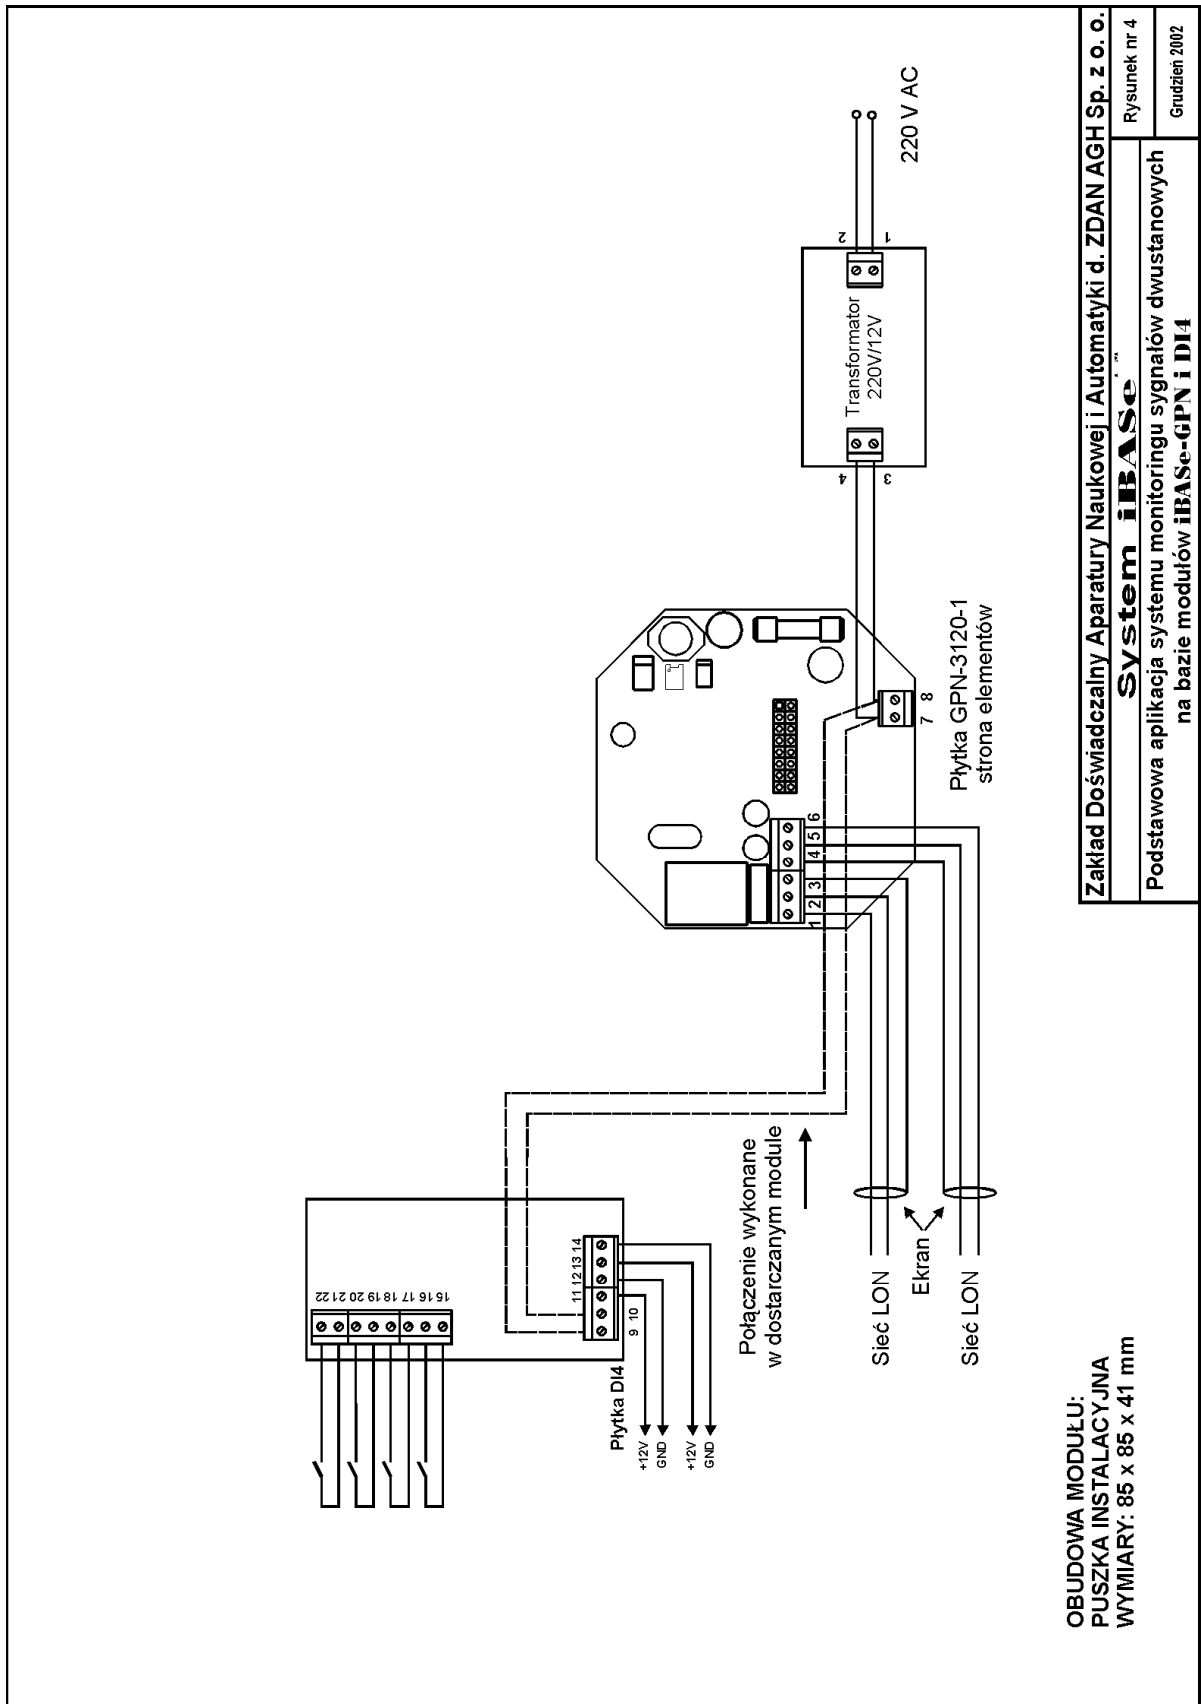 220 V AC
2
1
Transformator
220V/12V
4
3
Płytka GPN-3120-1
strona elementów
7 8
1 2 3 4 5 6
22 21 20 19 18 17 16 15
9 10 11 12 13 14
Płytka DI4
+12V
GND
+12V
GND
Połączenie wykonane
w dostarczanym module
Sieć LON
Ekran
Sieć LON
OBUDOWA MODUŁU:
PUSZKA INSTALACYJNA
WYMIARY: 85 x 85 x 41 mm
Zakład Doświadczalny Aparatury Naukowej i Automatyki d. ZDAN AGH Sp. z o. o.
System iBASe
Rysunek nr 4
Podstawowa aplikacja systemu monitoringu sygnałów dwustanowych
na bazie modułów iBASe-GPN i DI4
Grudzień 2002